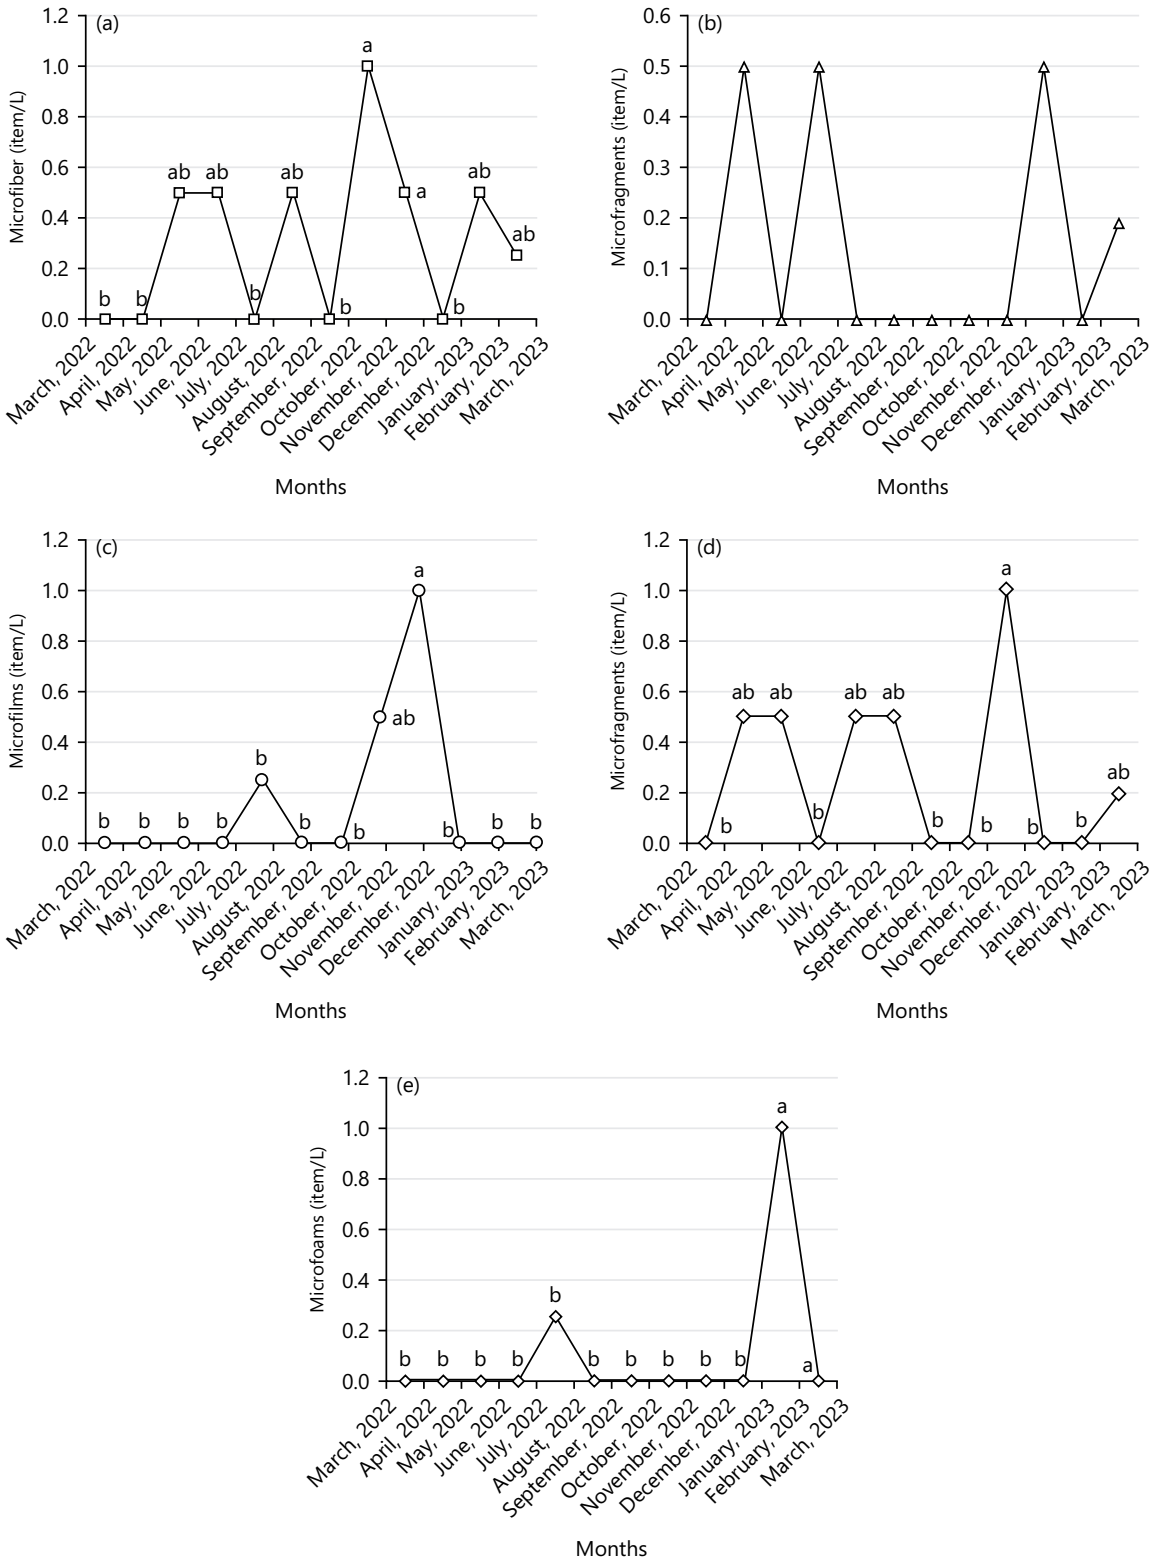 (a)
Microfiber (item/L)
1.2
1.0
0.8
0.6
0.4
0.2
0.0
b
b
ab
ab
b
ab
b
a
a
b
ab
ab
March, 2022
April, 2022
May, 2022
June, 2022
July, 2022
August, 2022
September, 2022
October, 2022
November, 2022
December, 2022
January, 2023
February, 2023
March, 2023
Months
(b)
Microfragments (item/L)
0.6
0.5
0.4
0.3
0.2
0.1
0.0
March, 2022
April, 2022
May, 2022
June, 2022
July, 2022
August, 2022
September, 2022
October, 2022
November, 2022
December, 2022
January, 2023
February, 2023
March, 2023
Months
(c)
Microfilms (item/L)
1.2
1.0
0.8
0.6
0.4
0.2
0.0
b
b
b
b
b
b
b
ab
a
b
b
b
March, 2022
April, 2022
May, 2022
June, 2022
July, 2022
August, 2022
September, 2022
October, 2022
November, 2022
December, 2022
January, 2023
February, 2023
March, 2023
Months
(d)
Microfragments (item/L)
1.2
1.0
0.8
0.6
0.4
0.2
0.0
b
ab
ab
b
ab
ab
b
b
a
b
b
ab
March, 2022
April, 2022
May, 2022
June, 2022
July, 2022
August, 2022
September, 2022
October, 2022
November, 2022
December, 2022
January, 2023
February, 2023
March, 2023
Months
(e)
Microfoams (item/L)
1.2
1.0
0.8
0.6
0.4
0.2
0.0
b
b
b
b
b
b
b
b
b
b
a
a
March, 2022
April, 2022
May, 2022
June, 2022
July, 2022
August, 2022
September, 2022
October, 2022
November, 2022
December, 2022
January, 2023
February, 2023
March, 2023
Months